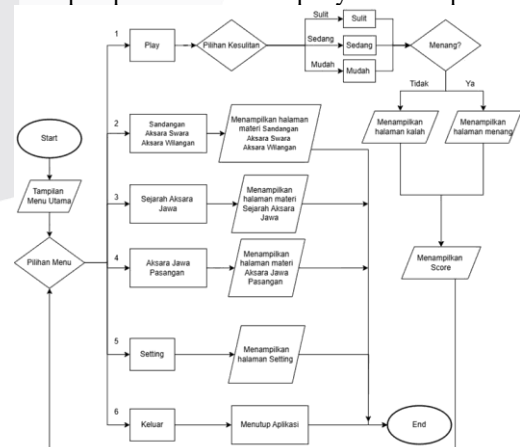 1
Play
Pilihan Kesulitan
Sulit
Sulit
Sedang
Sedang
Mudah
Mudah
Menang?
Tidak
Ya
Menampilkan
halaman kalah
Menampilkan
halaman menang
Menampilkan
Score
Start
Tampilan
Menu Utama
Pilihan Menu
2
Sandangan
Aksara Swara
Aksara Wilangan
Menampilkan halaman
materi Sandangan
Aksara Swara
Aksara Wilangan
3
Sejarah Aksara
Jawa
Menampilkan
halaman materi
Sejarah Aksara
Jawa
4
Aksara Jawa
Pasangan
Menampilkan
halaman materi
Aksara Jawa
Pasangan
5
Setting
Menampilkan
halaman Setting
6
Keluar
Menutup Aplikasi
End